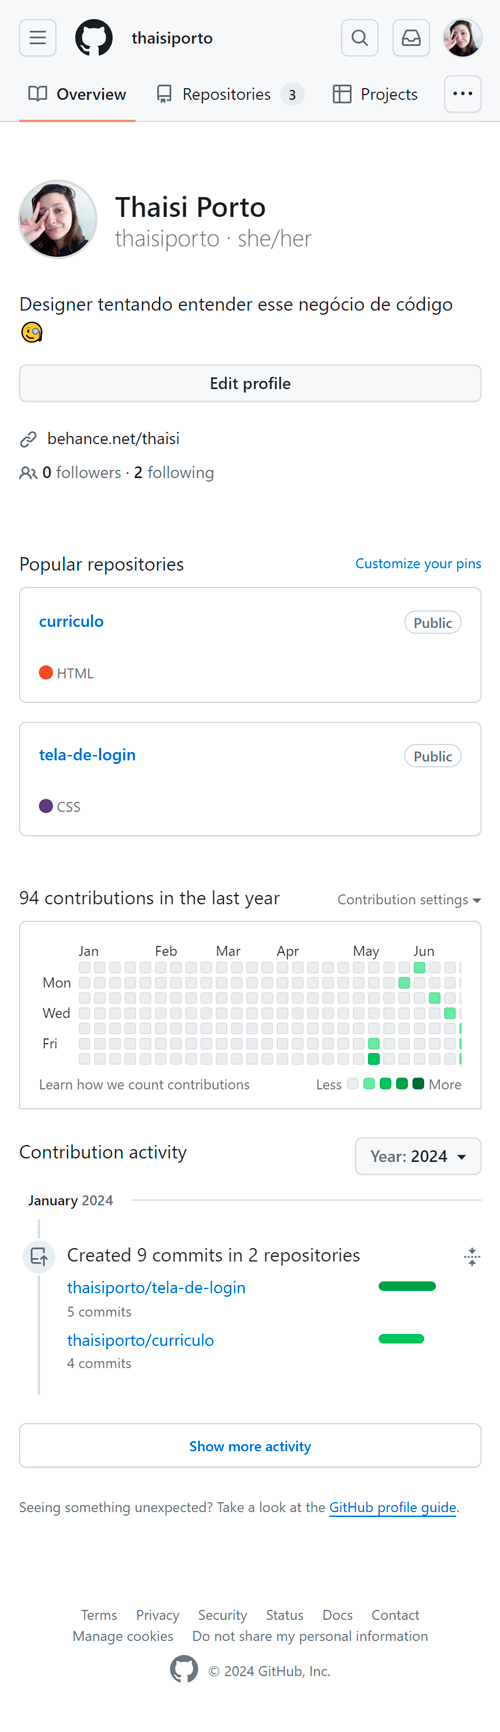 thaisiporto
Overview Repositories 3 Projects
Thaisi Porto
thaisiporto · she/her
Designer tentando entender esse negócio de código
🧐
Edit profile
behance.net/thaisi
0 followers · 2 following
Popular repositories Customize your pins
curriculo Public
HTML
tela-de-login Public
CSS
94 contributions in the last year Contribution settings
Jan Feb Mar Apr May Jun
Mon
Wed
Fri
Learn how we count contributions Less More
Contribution activity Year: 2024
January 2024
Created 9 commits in 2 repositories
thaisiporto/tela-de-login
5 commits
thaisiporto/curriculo
4 commits
Show more activity
Seeing something unexpected? Take a look at the GitHub profile guide.
Terms Privacy Security Status Docs Contact
Manage cookies Do not share my personal information
© 2024 GitHub, Inc.